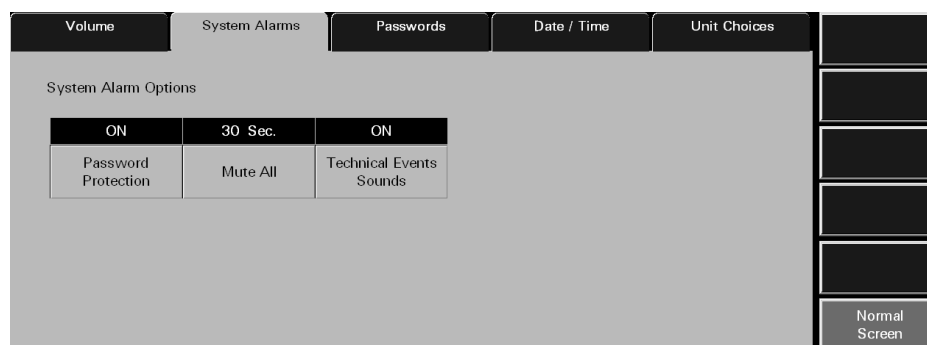 Volume
System Alarms
Passwords
Date / Time
Unit Choices
System Alarm Options
ON
30 Sec.
ON
Password
Protection
Mute All
Technical Events
Sounds
Normal
Screen